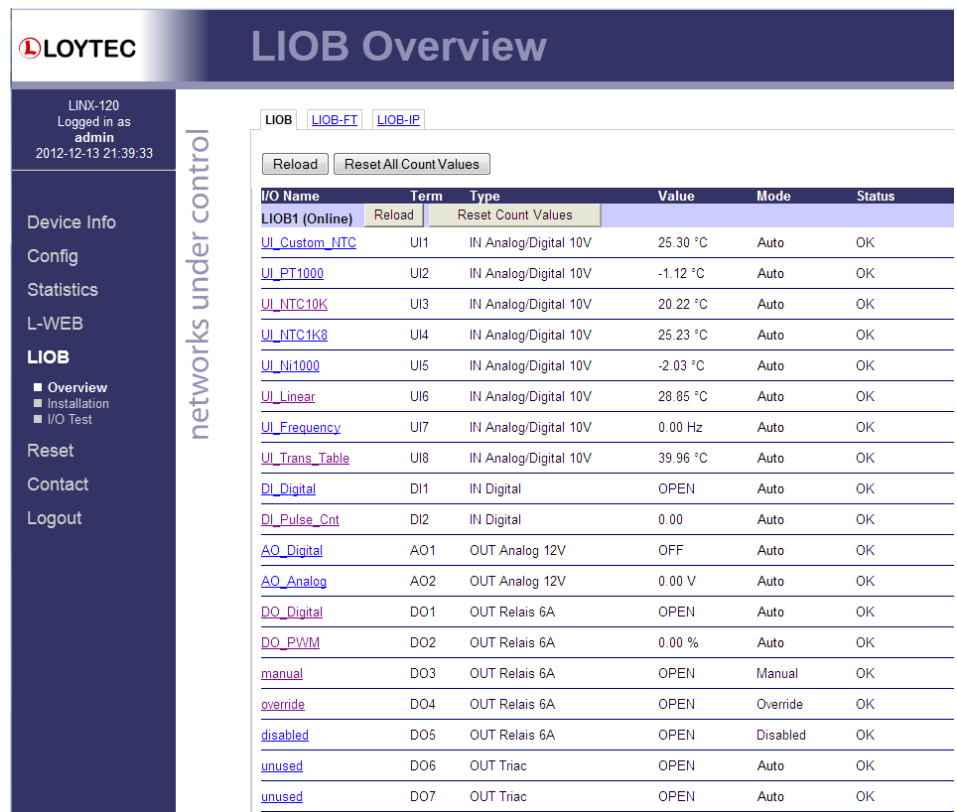 LOYTEC
LIOB Overview
LINX-120
Logged in as
admin
2012-12-13 21:39:33
Device Info
Config
Statistics
L-WEB
LIOB
Overview
Installation
I/O Test
Reset
Contact
Logout
networks under control
LIOB LIOB-FT LIOB-IP
Reload Reset All Count Values
I/O Name Term Type Value Mode Status
LIOB1 (Online) Reload Reset Count Values
UI_Custom_NTC UI1 IN Analog/Digital 10V 25.30 °C Auto OK
UI_PT1000 UI2 IN Analog/Digital 10V -1.12 °C Auto OK
UI_NTC10K UI3 IN Analog/Digital 10V 20.22 °C Auto OK
UI_NTC1K8 UI4 IN Analog/Digital 10V 25.23 °C Auto OK
UI_Ni1000 UI5 IN Analog/Digital 10V -2.03 °C Auto OK
UI_Linear UI6 IN Analog/Digital 10V 28.85 °C Auto OK
UI_Frequency UI7 IN Analog/Digital 10V 0.00 Hz Auto OK
UI_Trans_Table UI8 IN Analog/Digital 10V 39.96 °C Auto OK
DI_Digital DI1 IN Digital OPEN Auto OK
DI_Pulse_Cnt DI2 IN Digital 0.00 Auto OK
AO_Digital AO1 OUT Analog 12V OFF Auto OK
AO_Analog AO2 OUT Analog 12V 0.00 V Auto OK
DO_Digital DO1 OUT Relais 6A OPEN Auto OK
DO_PWM DO2 OUT Relais 6A 0.00 % Auto OK
manual DO3 OUT Relais 6A OPEN Manual OK
override DO4 OUT Relais 6A OPEN Override OK
disabled DO5 OUT Relais 6A OPEN Disabled OK
unused DO6 OUT Triac OPEN Auto OK
unused DO7 OUT Triac OPEN Auto OK